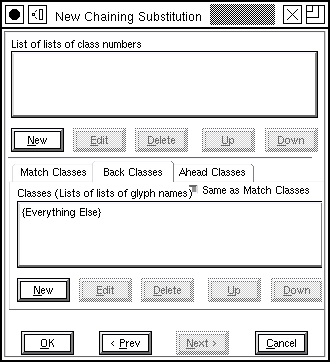 New Chaining Substitution
List of lists of class numbers
New Edit Delete Up Down
Match Classes Back Classes Ahead Classes
Classes (Lists of lists of glyph names) Same as Match Classes
{Everything Else}
New Edit Delete Up Down
OK < Prev Next > Cancel